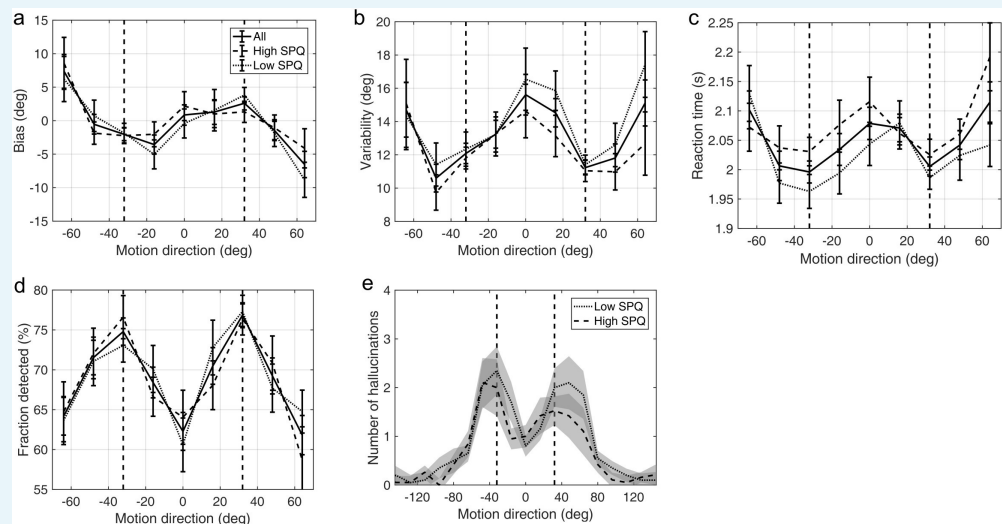 a
15
10
5
0
-5
-10
-15
Bias (deg)
-60 -40 -20 0 20 40 60
Motion direction (deg)
All
High SPQ
Low SPQ
b
20
18
16
14
12
10
8
Variability (deg)
-60 -40 -20 0 20 40 60
Motion direction (deg)
c
2.25
2.2
2.15
2.1
2.05
2
1.95
1.9
Reaction time (s)
-60 -40 -20 0 20 40 60
Motion direction (deg)
d
80
75
70
65
60
55
Fraction detected (%)
-60 -40 -20 0 20 40 60
Motion direction (deg)
e
4
3
2
1
0
Number of hallucinations
-120 -80 -40 0 40 80 120
Motion direction (deg)
Low SPQ
High SPQ